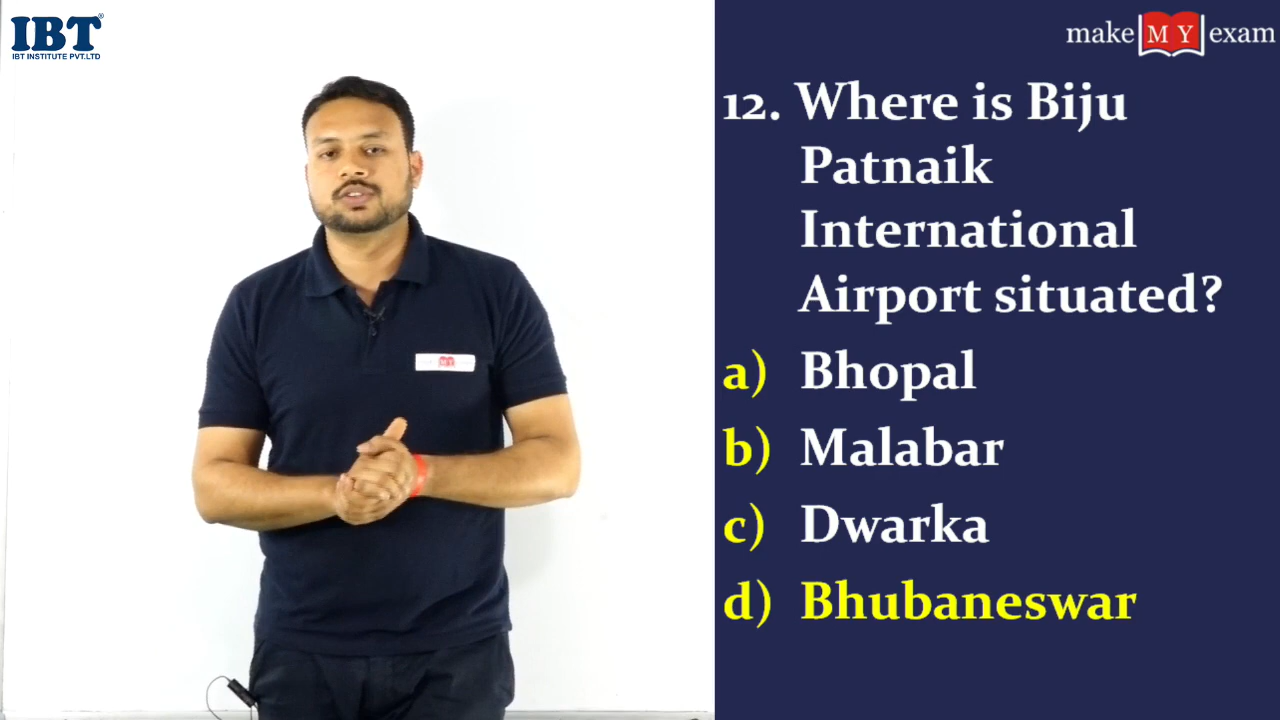 IBT
IBT INSTITUTE PVT.LTD
make MY exam
12. Where is Biju
Patnaik
International
Airport situated?
a) Bhopal
b) Malabar
c) Dwarka
d) Bhubaneswar
MY